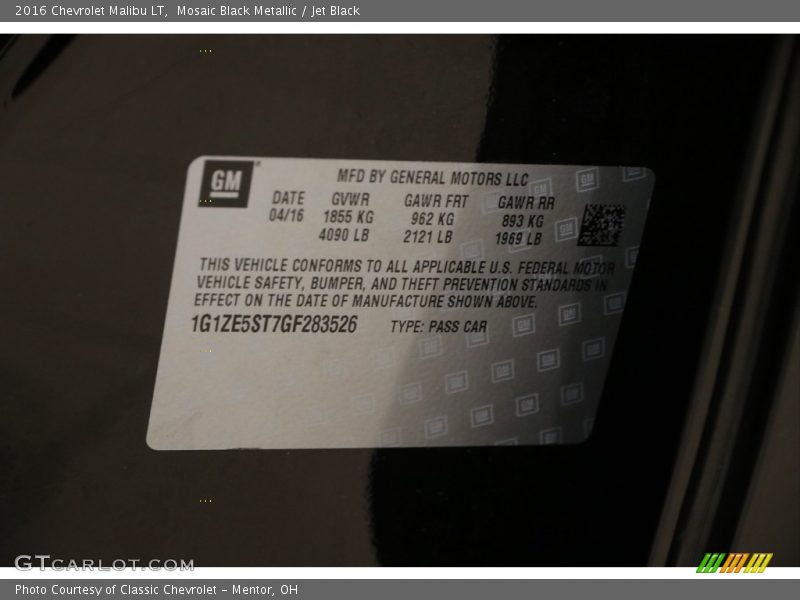 2016 Chevrolet Malibu LT,  Mosaic Black Metallic / Jet Black
GM
MFD BY GENERAL MOTORS LLC
DATE GVWR GAWR FRT GAWR RR
04/16 1855 KG 962 KG 893 KG
4090 LB 2121 LB 1969 LB
THIS VEHICLE CONFORMS TO ALL APPLICABLE U.S. FEDERAL MOTOR
VEHICLE SAFETY, BUMPER, AND THEFT PREVENTION STANDARDS IN
EFFECT ON THE DATE OF MANUFACTURE SHOWN ABOVE.
1G1ZE5ST7GF283526 TYPE: PASS CAR
GTCARLOT.COM
Photo Courtesy of Classic Chevrolet - Mentor, OH